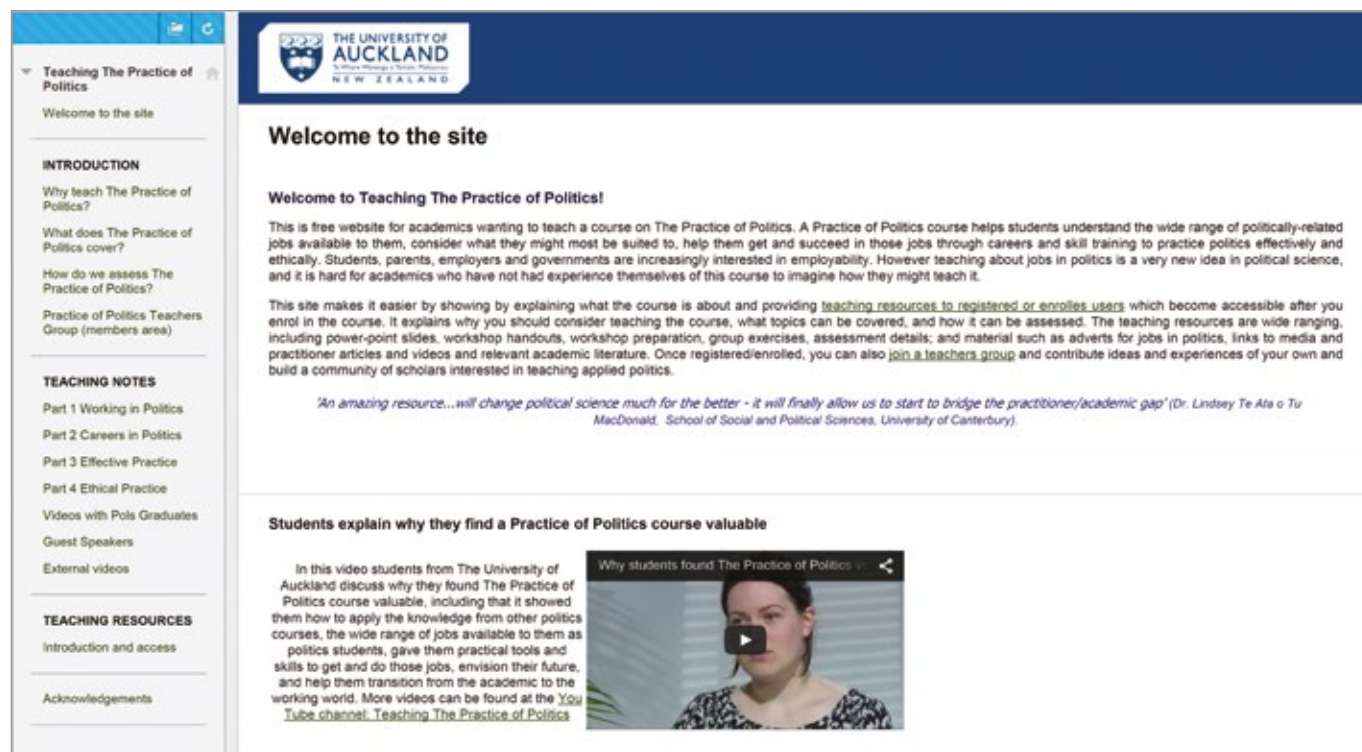 Teaching The Practice of
Politics
Welcome to the site
INTRODUCTION
Why teach The Practice of
Politics?
What does The Practice of
Politics cover?
How do we assess The
Practice of Politics?
Practice of Politics Teachers
Group (members area)
TEACHING NOTES
Part 1 Working in Politics
Part 2 Careers in Politics
Part 3 Effective Practice
Part 4 Ethical Practice
Videos with Pols Graduates
Guest Speakers
External videos
TEACHING RESOURCES
Introduction and access
Acknowledgements
THE UNIVERSITY OF
AUCKLAND
Te Whare Wānanga o Tāmaki Makaurau
NEW ZEALAND
Welcome to the site
Welcome to Teaching The Practice of Politics!
This is free website for academics wanting to teach a course on The Practice of Politics. A Practice of Politics course helps students understand the wide range of politically-related
jobs available to them, consider what they might most be suited to, help them get and succeed in those jobs through careers and skill training to practice politics effectively and
ethically. Students, parents, employers and governments are increasingly interested in employability. However teaching about jobs in politics is a very new idea in political science,
and it is hard for academics who have not had experience themselves of this course to imagine how they might teach it.
This site makes it easier by showing by explaining what the course is about and providing teaching resources to registered or enrolles users which become accessible after you
enrol in the course. It explains why you should consider teaching the course, what topics can be covered, and how it can be assessed. The teaching resources are wide ranging,
including power-point slides, workshop handouts, workshop preparation, group exercises, assessment details; and material such as adverts for jobs in politics, links to media and
practitioner articles and videos and relevant academic literature. Once registered/enrolled, you can also join a teachers group and contribute ideas and experiences of your own and
build a community of scholars interested in teaching applied politics.
'An amazing resource...will change political science much for the better - it will finally allow us to start to bridge the practitioner/academic gap' (Dr. Lindsey Te Ata o Tu
MacDonald, School of Social and Political Sciences, University of Canterbury).
Students explain why they find a Practice of Politics course valuable
In this video students from The University of
Auckland discuss why they found The Practice of
Politics course valuable, including that it showed
them how to apply the knowledge from other politics
courses, the wide range of jobs available to them as
politics students, gave them practical tools and
skills to get and do those jobs, envision their future,
and help them transition from the academic to the
working world. More videos can be found at the You
Tube channel: Teaching The Practice of Politics
Why students found The Practice of Politics